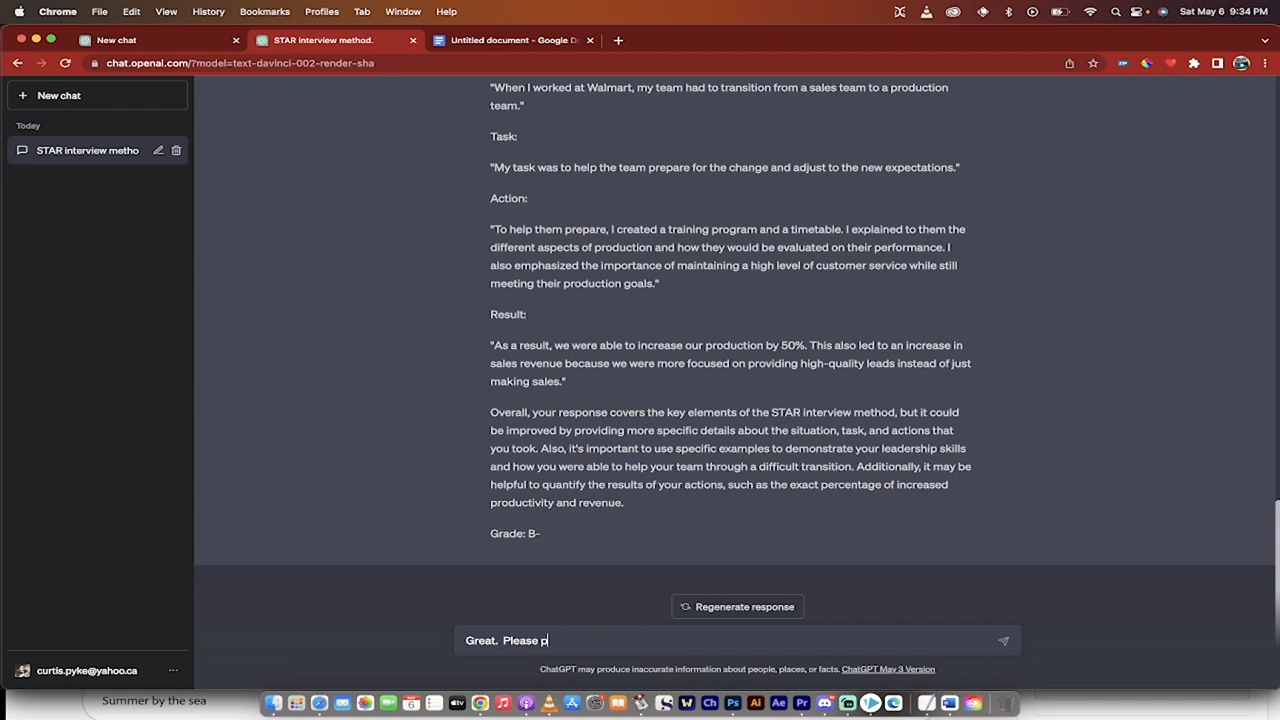 Chrome File Edit View History Bookmarks Profiles Tab Window Help Sat May 6 9:34 PM
New chat STAR interview method. Untitled document - Google D
chat.openai.com/?model=text-davinci-002-render-sha
New chat
Today
STAR interview metho
"When I worked at Walmart, my team had to transition from a sales team to a production
team."
Task:
"My task was to help the team prepare for the change and adjust to the new expectations."
Action:
"To help them prepare, I created a training program and a timetable. I explained to them the
different aspects of production and how they would be evaluated on their performance. I
also emphasized the importance of maintaining a high level of customer service while still
meeting their production goals."
Result:
"As a result, we were able to increase our production by 50%. This also led to an increase in
sales revenue because we were more focused on providing high-quality leads instead of just
making sales."
Overall, your response covers the key elements of the STAR interview method, but it could
be improved by providing more specific details about the situation, task, and actions that
you took. Also, it's important to use specific examples to demonstrate your leadership skills
and how you were able to help your team through a difficult transition. Additionally, it may be
helpful to quantify the results of your actions, such as the exact percentage of increased
productivity and revenue.
Grade: B-
Regenerate response
Great. Please p
ChatGPT may produce inaccurate information about people, places, or facts. ChatGPT May 3 Version
curtis.pyke@yahoo.ca
Summer by the sea